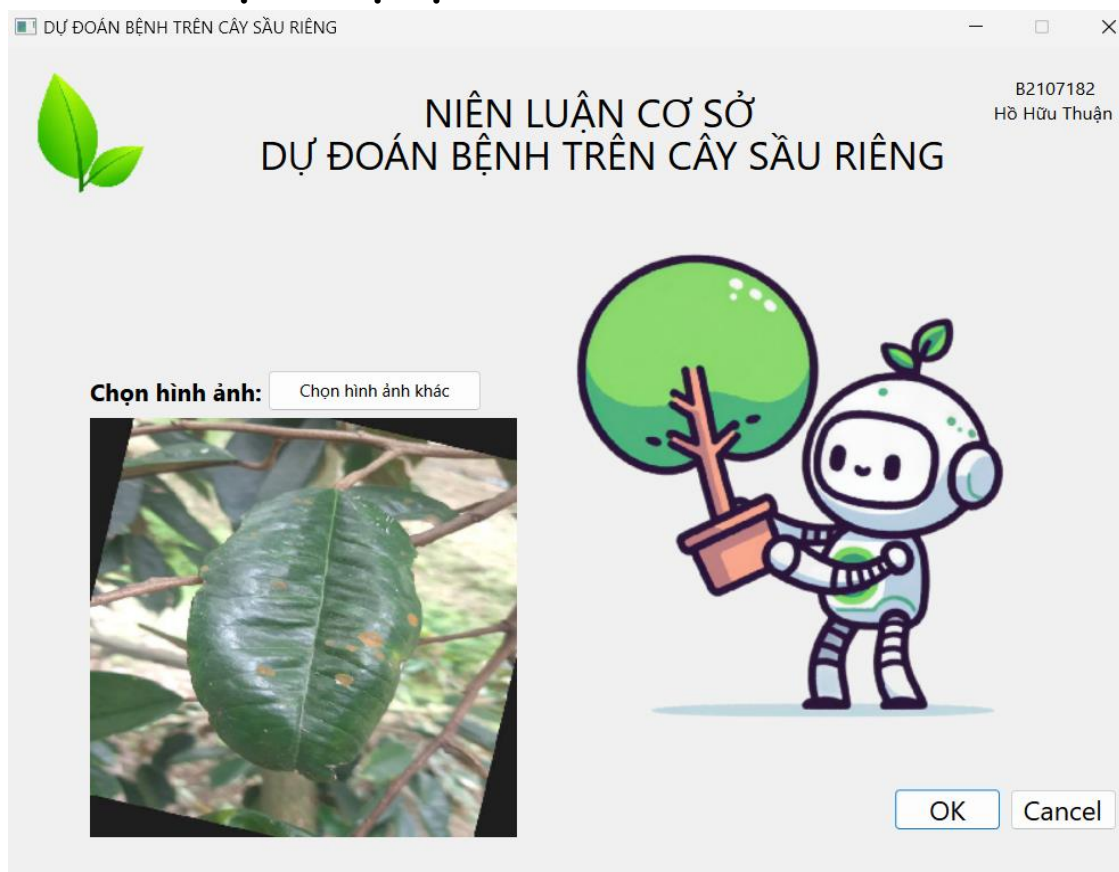 DỰ ĐOÁN BỆNH TRÊN CÂY SẦU RIÊNG
B2107182
Hồ Hữu Thuận
NIÊN LUẬN CƠ SỞ
DỰ ĐOÁN BỆNH TRÊN CÂY SẦU RIÊNG
Chọn hình ảnh: Chọn hình ảnh khác
OK Cancel